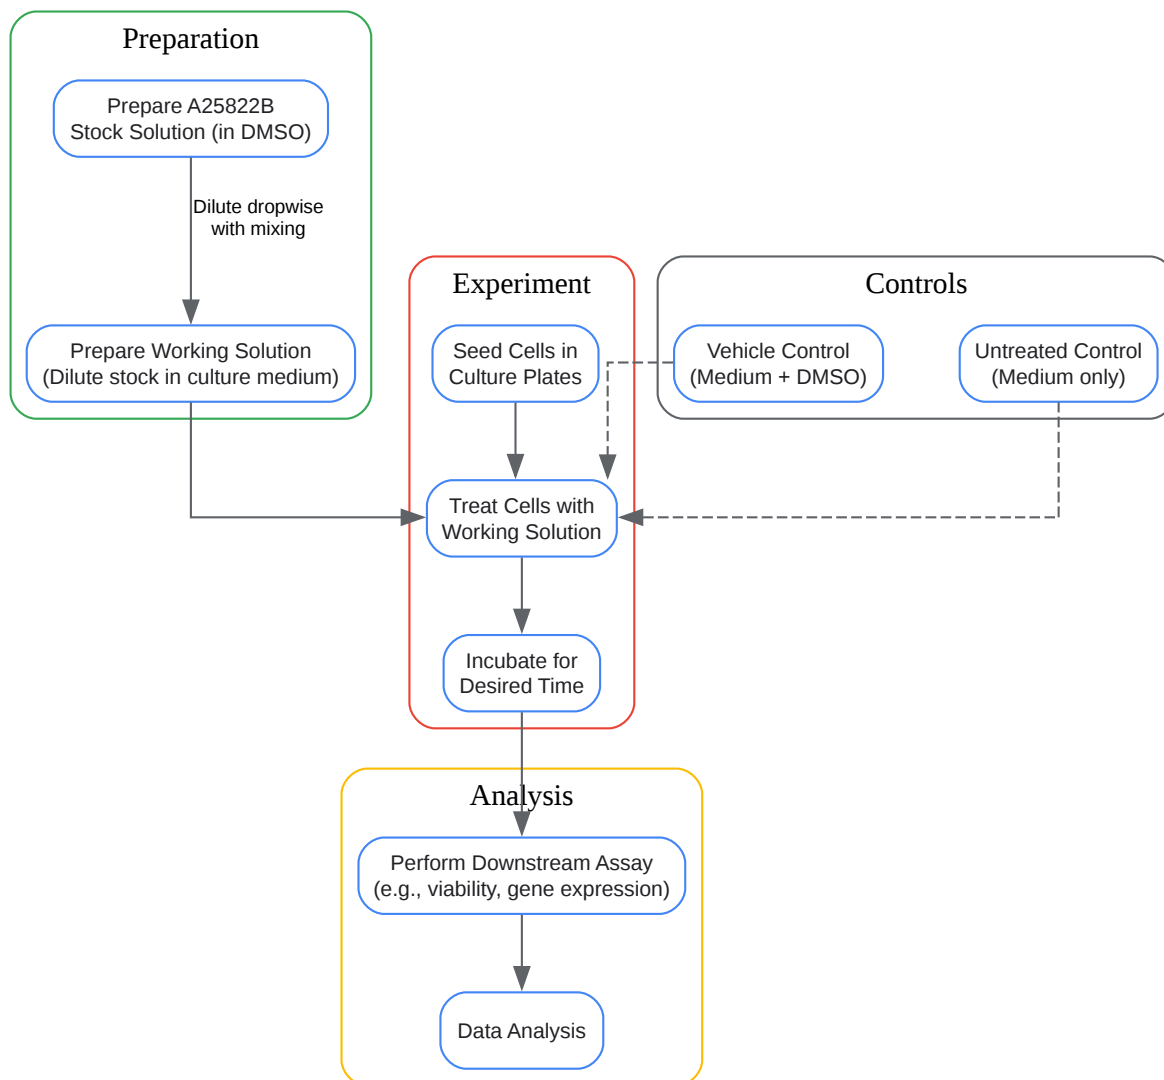 Preparation
Prepare A25822B
Stock Solution (in DMSO)
Dilute dropwise
with mixing
Prepare Working Solution
(Dilute stock in culture medium)
Experiment
Seed Cells in
Culture Plates
Controls
Vehicle Control
(Medium + DMSO)
Untreated Control
(Medium only)
Treat Cells with
Working Solution
Incubate for
Desired Time
Analysis
Perform Downstream Assay
(e.g., viability, gene expression)
Data Analysis